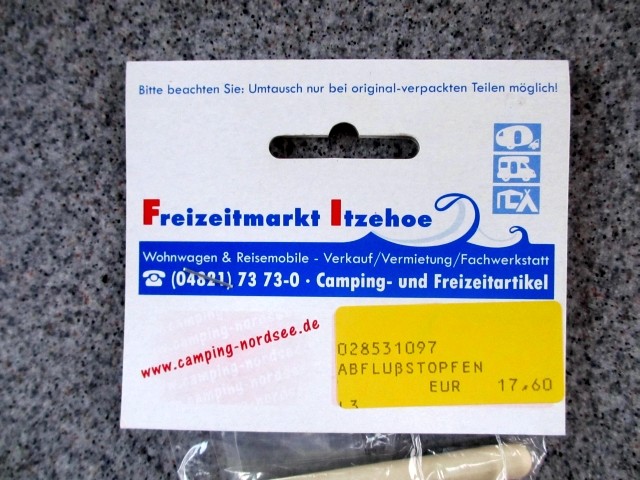 Bitte beachten Sie: Umtausch nur bei original-verpackten Teilen möglich!
Freizeitmarkt Itzehoe
Wohnwagen & Reisemobile - Verkauf/Vermietung/Fachwerkstatt
☎ (04821) 73 73-0 · Camping- und Freizeitartikel
www.camping-nordsee.de
028531097
ABFLUßSTOPFEN
EUR 17,60